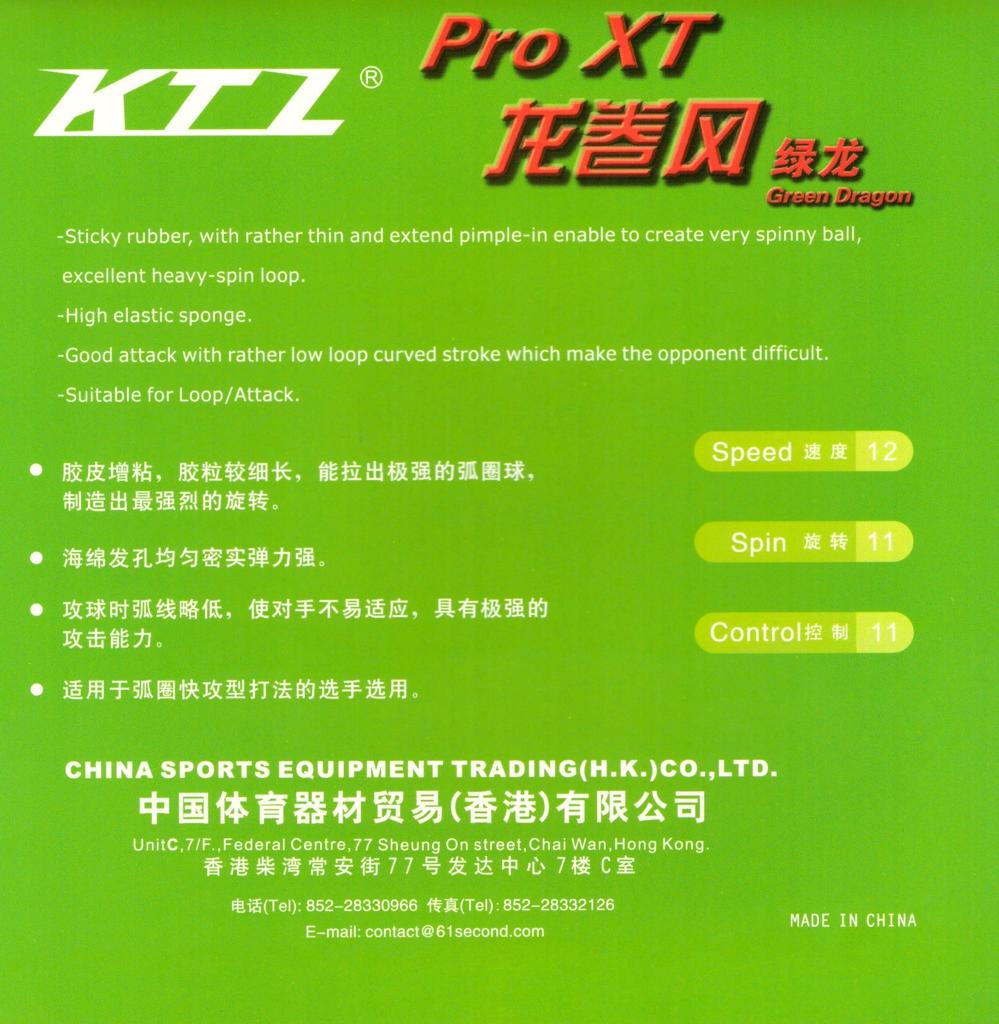 KTL®
Pro XT
龙卷风 绿龙
Green Dragon
-Sticky rubber, with rather thin and extend pimple-in enable to create very spinny ball,
excellent heavy-spin loop.
-High elastic sponge.
-Good attack with rather low loop curved stroke which make the opponent difficult.
-Suitable for Loop/Attack.
Speed 速度 12
Spin 旋转 11
Control控制 11
● 胶皮增粘，胶粒较细长，能拉出极强的弧圈球，
制造出最强烈的旋转。
● 海绵发孔均匀密实弹力强。
● 攻球时弧线略低，使对手不易适应，具有极强的
攻击能力。
● 适用于弧圈快攻型打法的选手选用。
CHINA SPORTS EQUIPMENT TRADING(H.K.)CO.,LTD.
中国体育器材贸易(香港)有限公司
UnitC,7/F.,Federal Centre,77 Sheung On street,Chai Wan,Hong Kong.
香港柴湾常安街77号发达中心7楼C室
电话(Tel): 852-28330966 传真(Tel): 852-28332126
E-mail: contact@61second.com
MADE IN CHINA